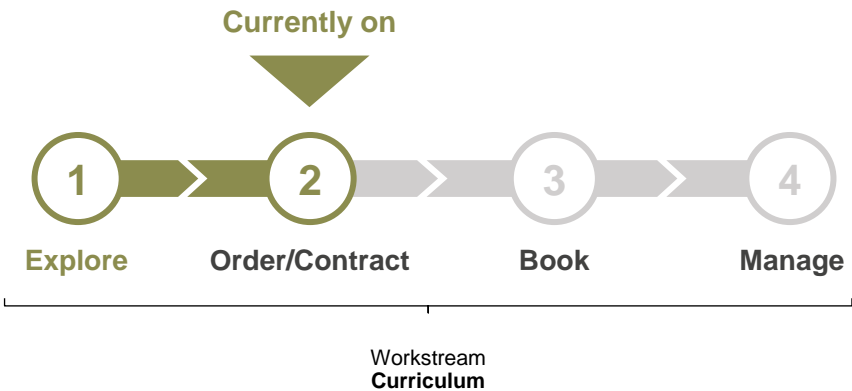 Currently on
1 2 3 4
Explore Order/Contract Book Manage
Workstream
Curriculum